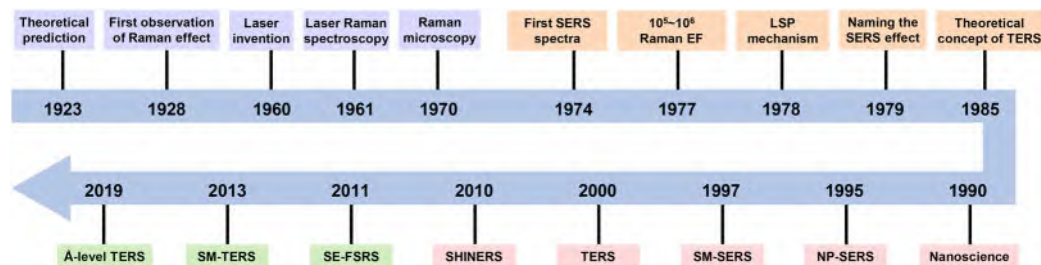 Theoretical prediction
First observation of Raman effect
Laser invention
Laser Raman spectroscopy
Raman microscopy
First SERS spectra
10⁵~10⁶ Raman EF
LSP mechanism
Naming the SERS effect
Theoretical concept of TERS
1923 1928 1960 1961 1970 1974 1977 1978 1979 1985
2019 2013 2011 2010 2000 1997 1995 1990
Å-level TERS SM-TERS SE-FSRS SHINERS TERS SM-SERS NP-SERS Nanoscience